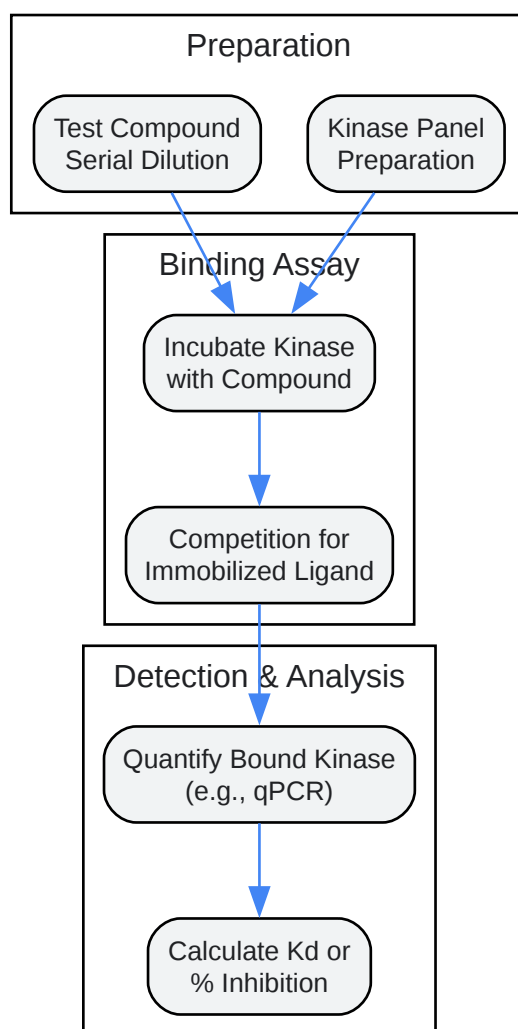 Preparation
Test Compound
Serial Dilution
Kinase Panel
Preparation
Binding Assay
Incubate Kinase
with Compound
Competition for
Immobilized Ligand
Detection & Analysis
Quantify Bound Kinase
(e.g., qPCR)
Calculate Kd or
% Inhibition